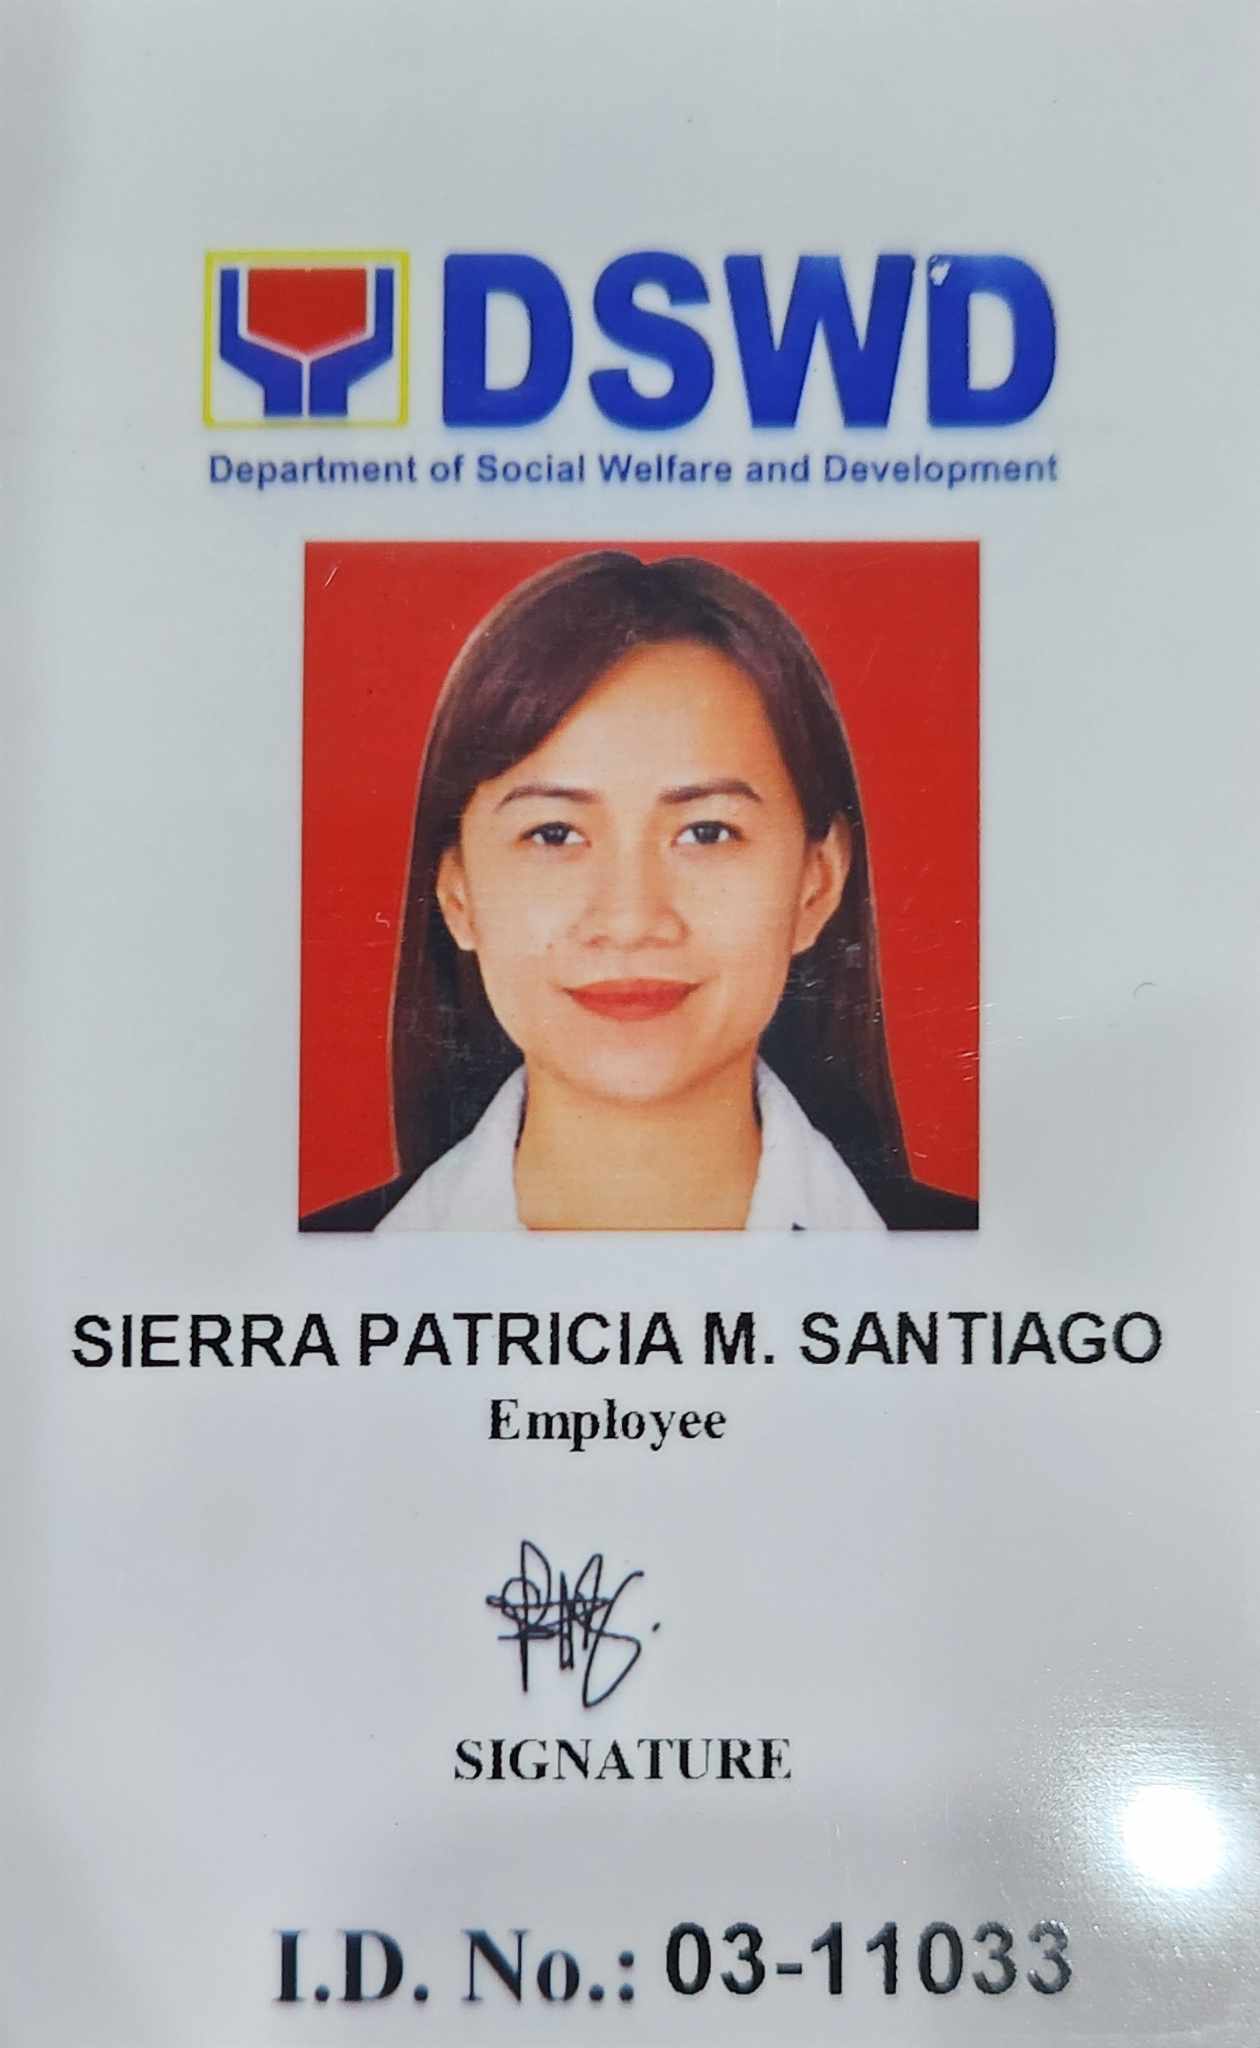 DSWD
Department of Social Welfare and Development
SIERRA PATRICIA M. SANTIAGO
Employee
SIGNATURE
I.D. No.: 03-11033